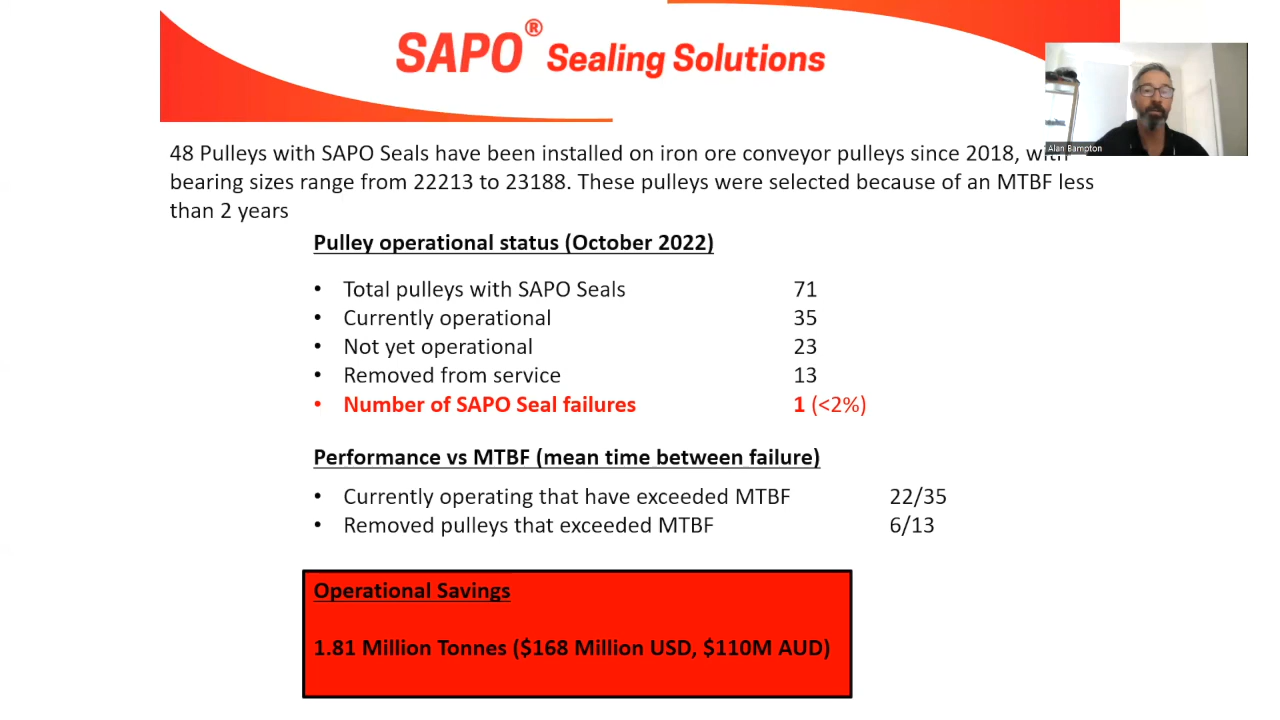 SAPO® Sealing Solutions
48 Pulleys with SAPO Seals have been installed on iron ore conveyor pulleys since 2018, with
bearing sizes range from 22213 to 23188. These pulleys were selected because of an MTBF less
than 2 years
Pulley operational status (October 2022)
• Total pulleys with SAPO Seals 71
• Currently operational 35
• Not yet operational 23
• Removed from service 13
• Number of SAPO Seal failures 1 (<2%)
Performance vs MTBF (mean time between failure)
• Currently operating that have exceeded MTBF 22/35
• Removed pulleys that exceeded MTBF 6/13
Operational Savings
1.81 Million Tonnes ($168 Million USD, $110M AUD)
Alan Bampton